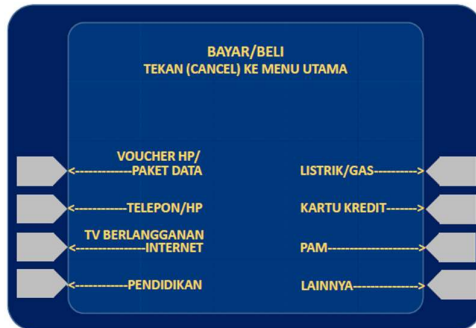 BAYAR/BELI
TEKAN (CANCEL) KE MENU UTAMA
VOUCHER HP/
<-------------PAKET DATA
LISTRIK/GAS---------->
<------------TELEPON/HP
KARTU KREDIT------->
TV BERLANGGANAN
<----------------INTERNET
PAM-------------------->
<------------PENDIDIKAN
LAINNYA-------------->